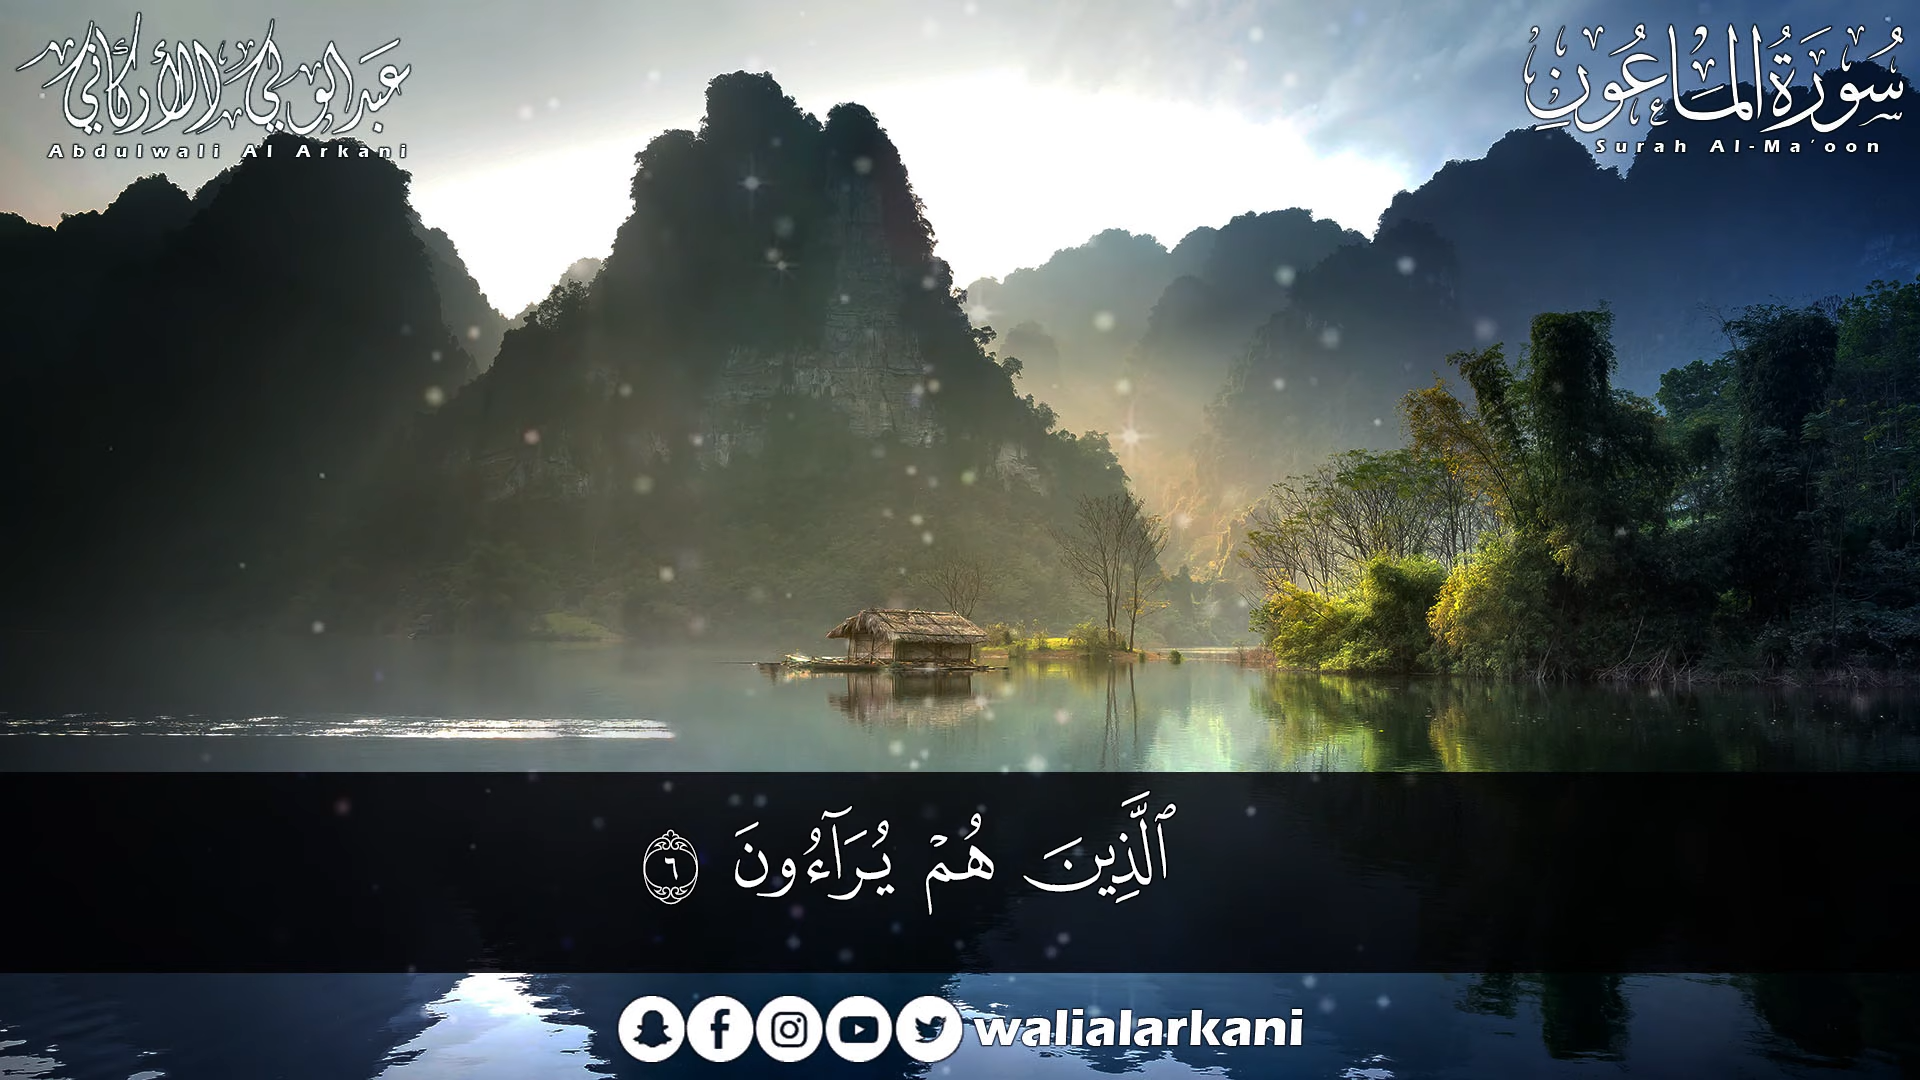 عبدالولي الأركاني
Abdulwali Al Arkani
سُورَةُ المَاعُونِ
Surah Al-Ma'oon
ٱلَّذِينَ هُمۡ يُرَآءُونَ ٦
walialarkani